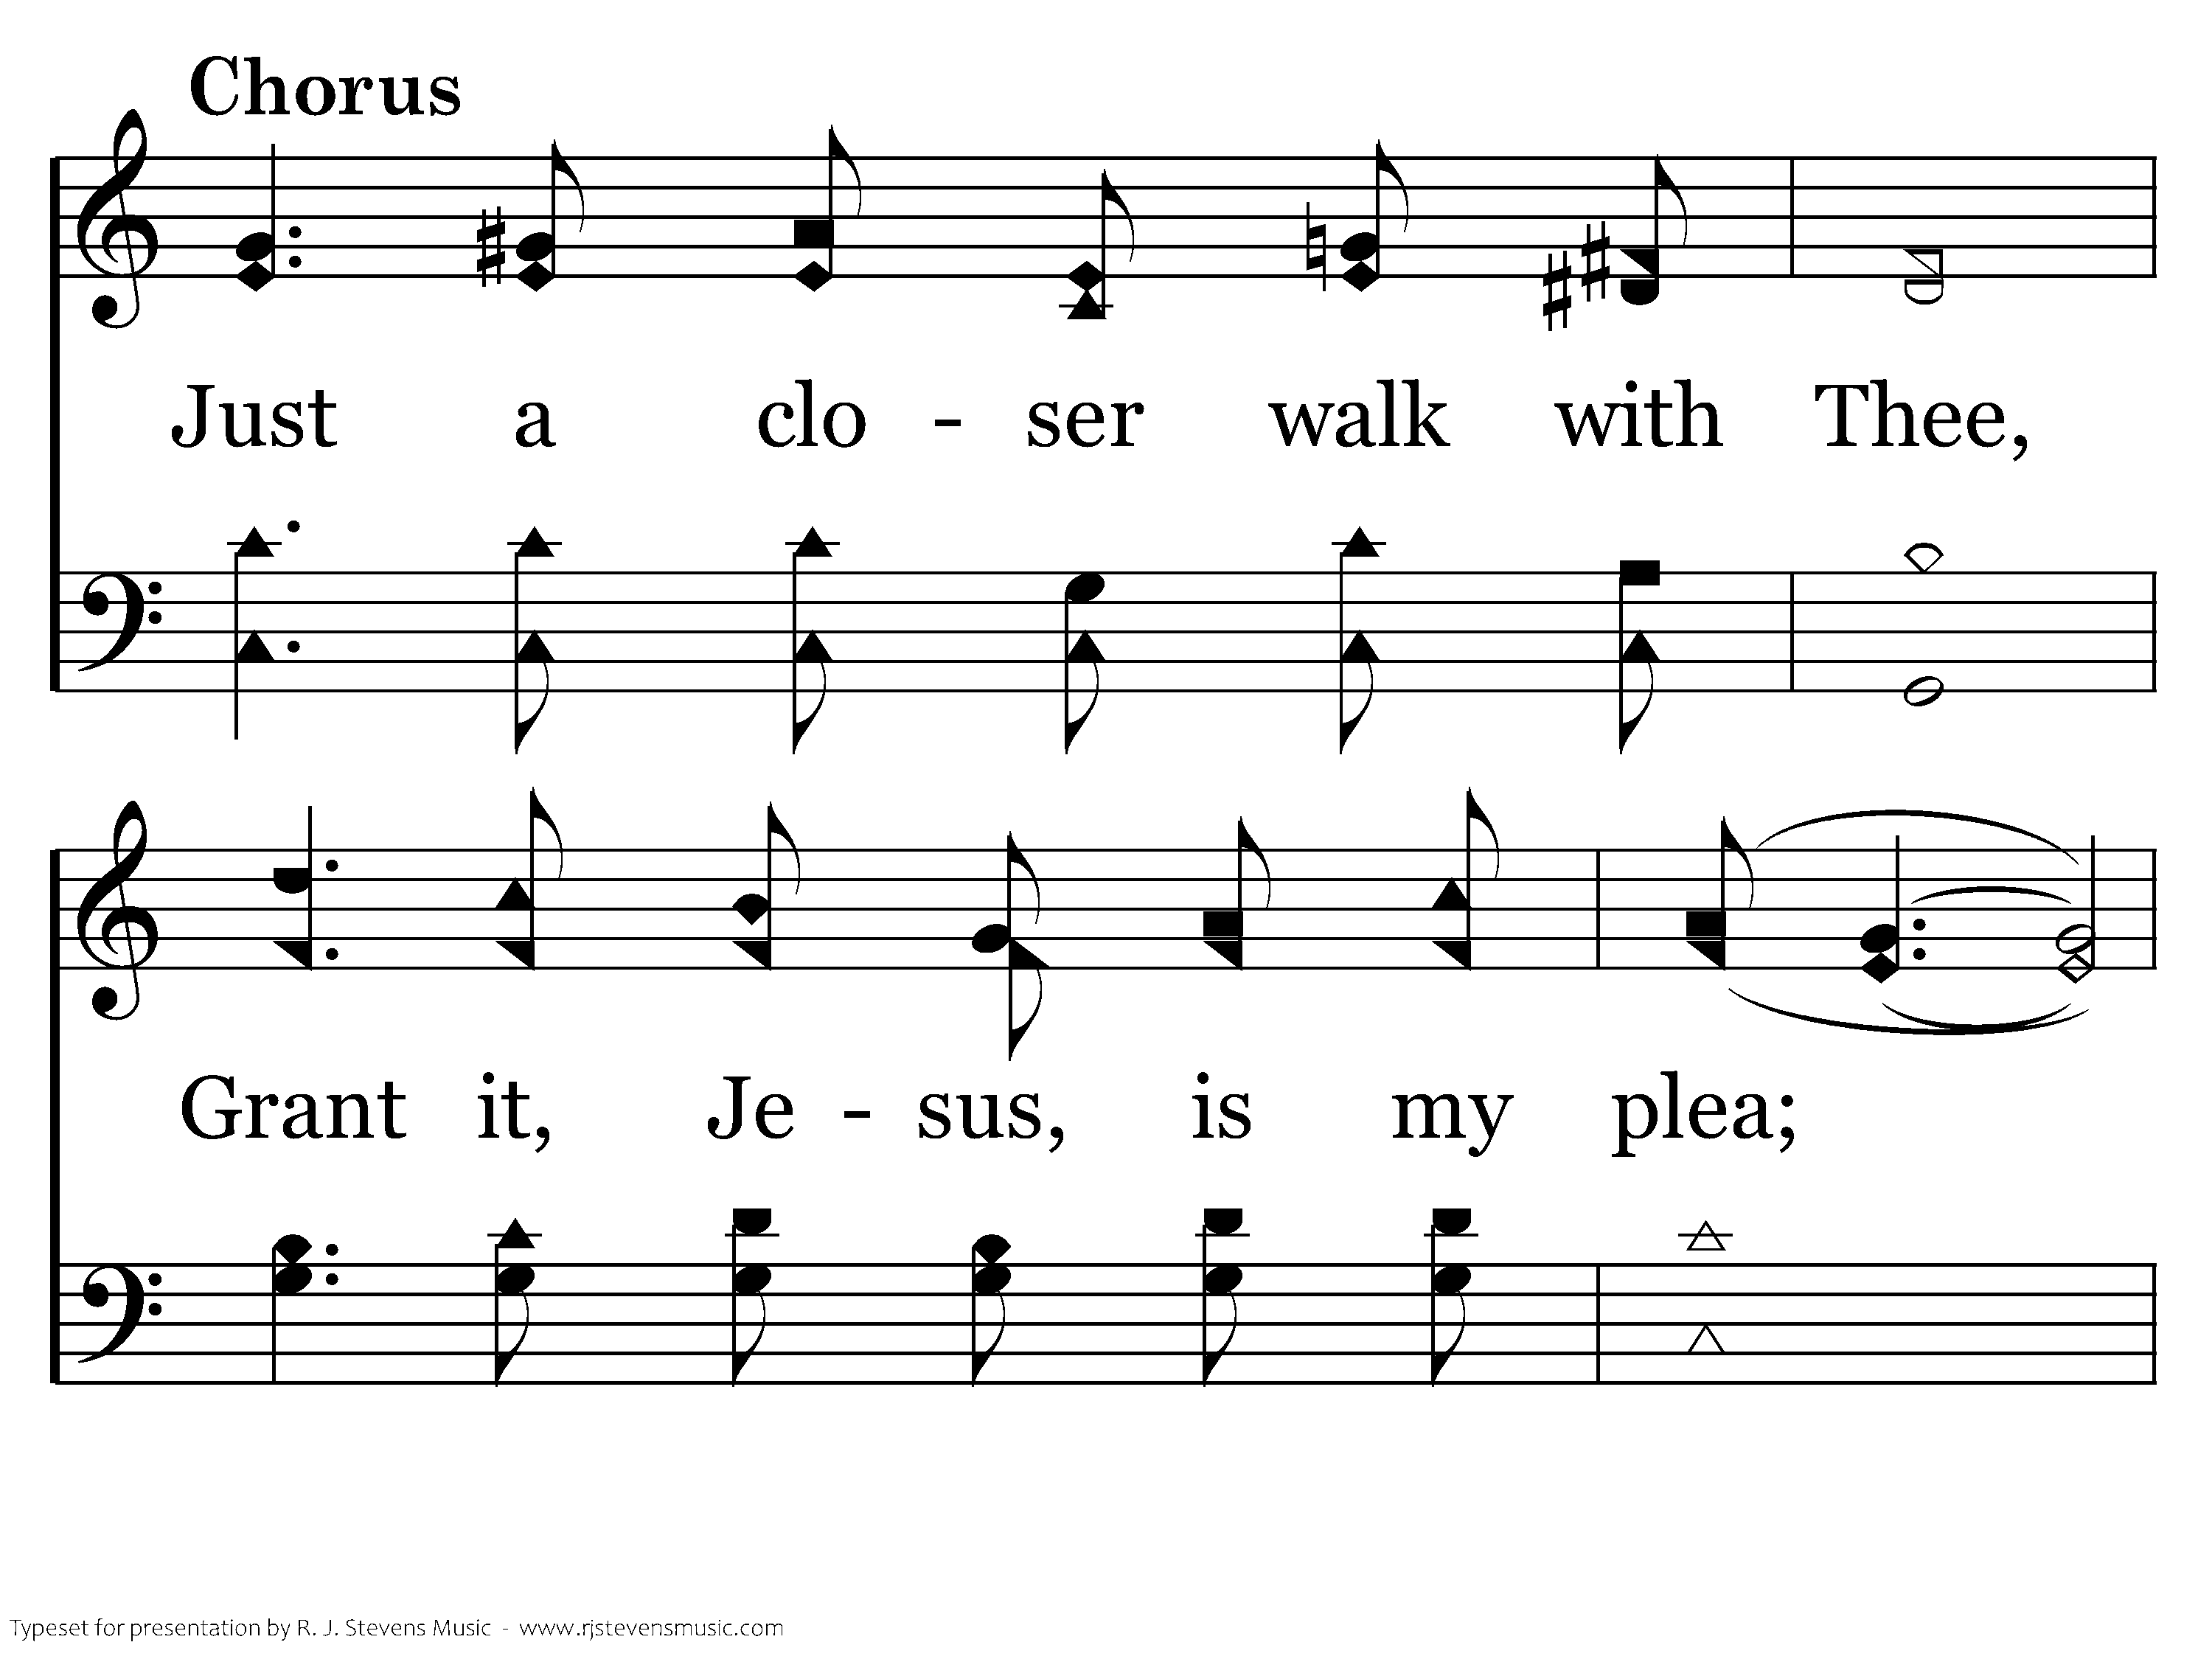 Chorus
Just a clo - ser walk with Thee,
Grant it, Je - sus, is my plea;
Typeset for presentation by R. J. Stevens Music - www.rjstevensmusic.com